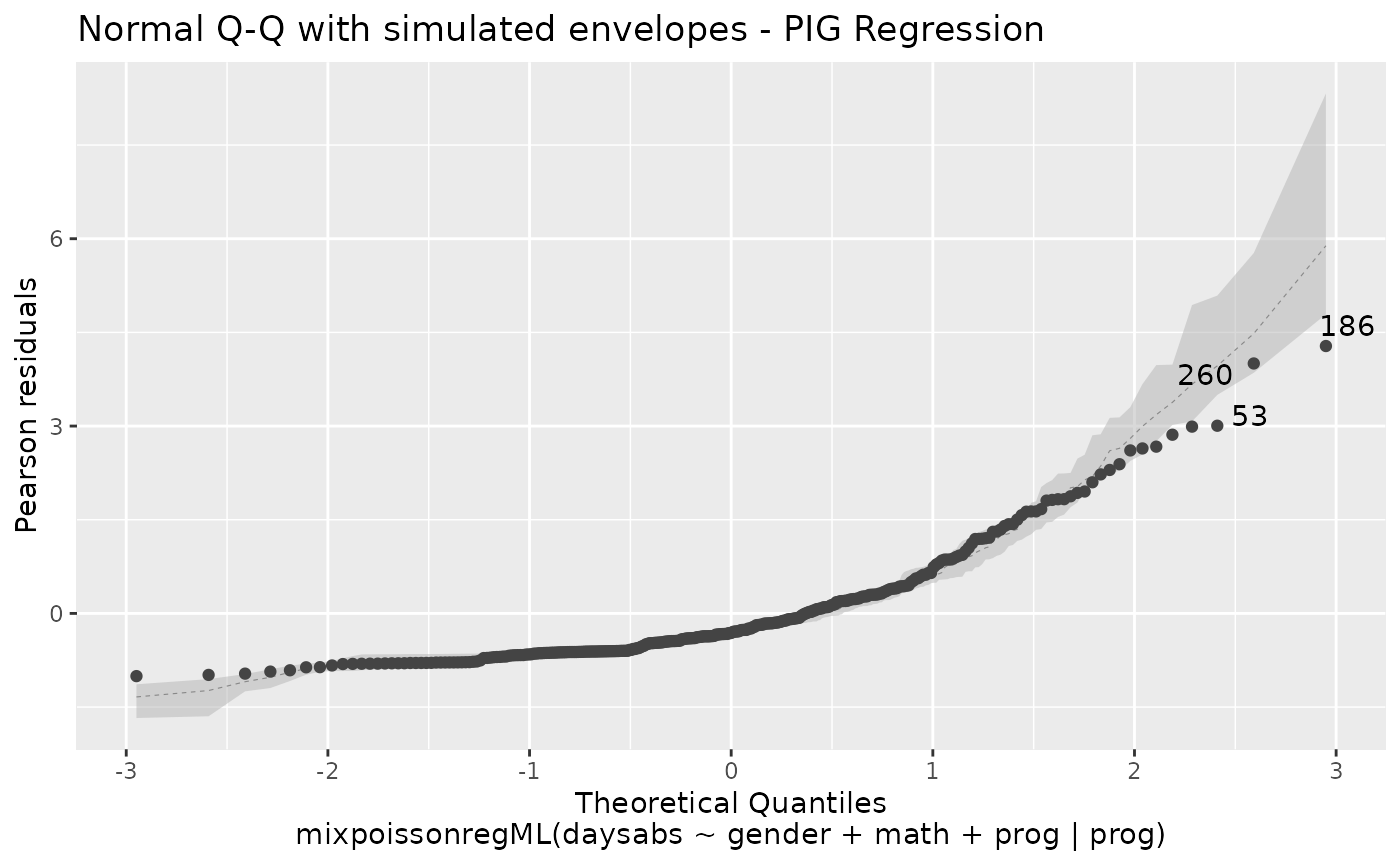 Normal Q-Q with simulated envelopes - PIG Regression
6
3
0
Pearson residuals
186
260
53
-3 -2 -1 0 1 2 3
Theoretical Quantiles
mixpoissonregML(daysabs ~ gender + math + prog | prog)